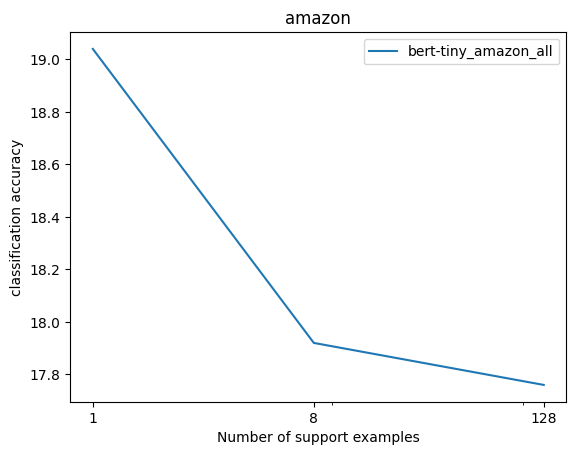 amazon
bert-tiny_amazon_all
classification accuracy
19.0
18.8
18.6
18.4
18.2
18.0
17.8
1 8 128
Number of support examples